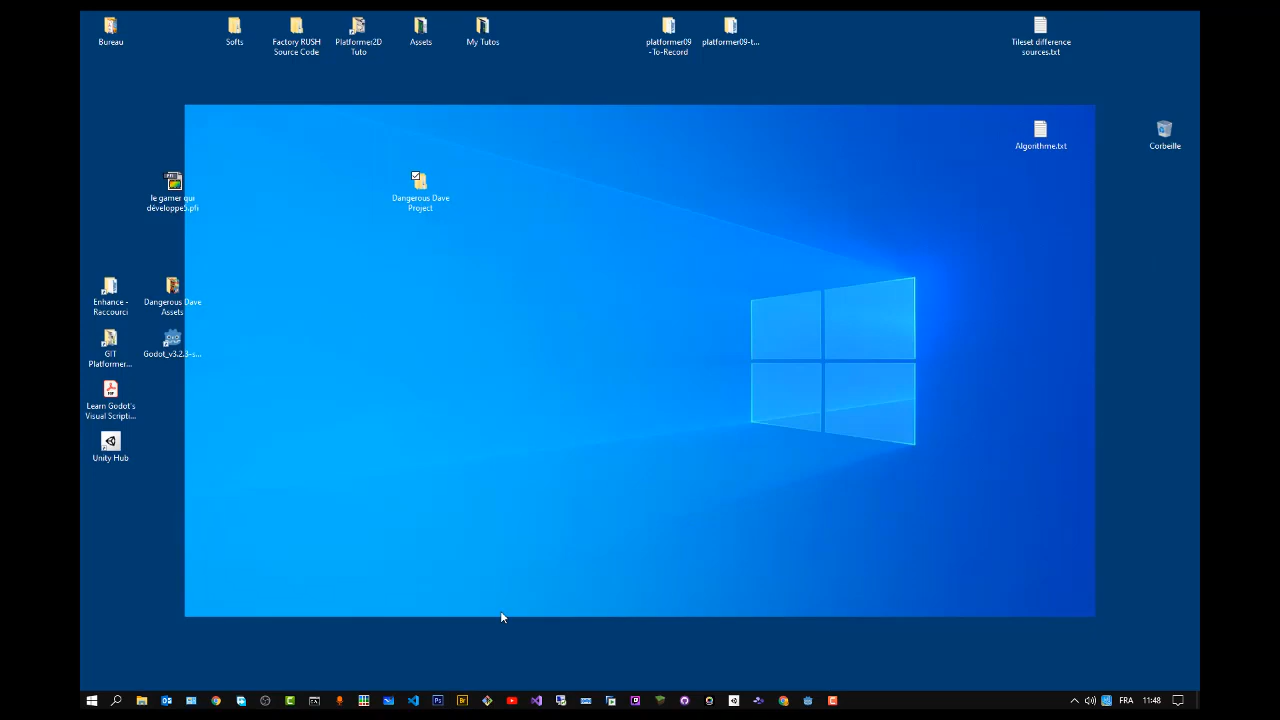 Bureau
Softs
Factory RUSH
Source Code
Platformer2D
Tuto
Assets
My Tutos
platformer09
-To-Record
platformer09-t...
Tileset difference
sources.txt
Algorithme.txt
Corbeille
le gamer qui
développe5.pfi
Dangerous Dave
Project
Enhance -
Raccourci
Dangerous Dave
Assets
GIT
Platformer...
Godot_v3.2.3-s...
Learn Godot's
Visual Scripti...
Unity Hub
FRA
11:48